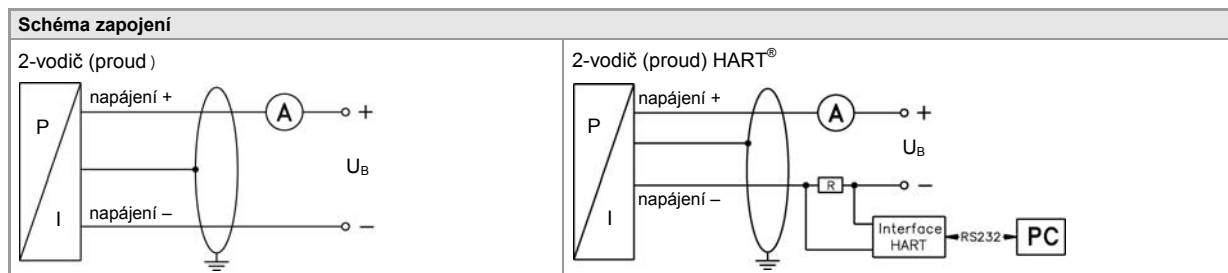 Schéma zapojení
2-vodič (proud)
napájení +
P
A
+
U_B
I
napájení –
–
2-vodič (proud) HART®
napájení +
P
A
+
U_B
I
napájení –
R
–
Interface
HART
RS232
PC